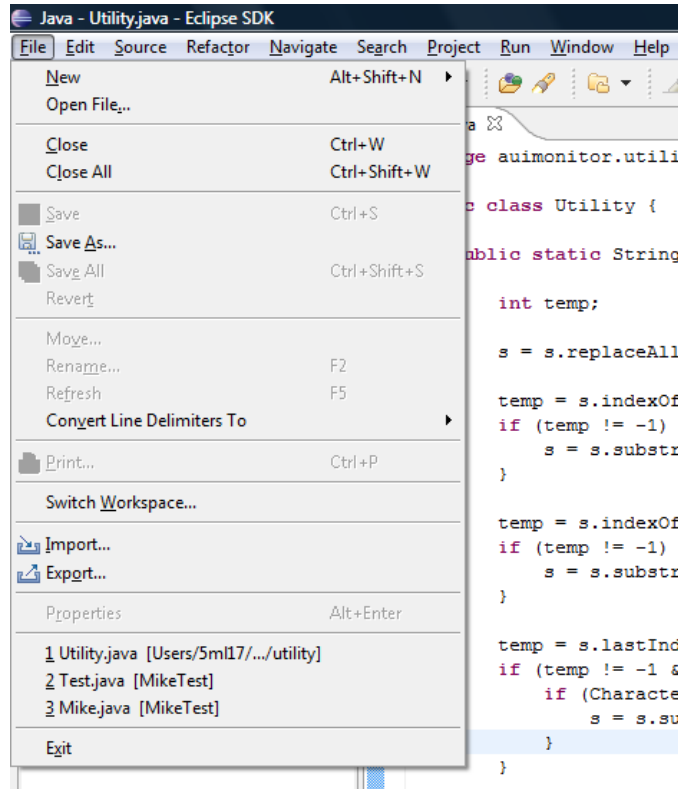 Java - Utility.java - Eclipse SDK
File Edit Source Refactor Navigate Search Project Run Window Help
New Alt+Shift+N
Open File...
Close Ctrl+W
Close All Ctrl+Shift+W
Save Ctrl+S
Save As...
Save All Ctrl+Shift+S
Revert
Move...
Rename... F2
Refresh F5
Convert Line Delimiters To
Print... Ctrl+P
Switch Workspace...
Import...
Export...
Properties Alt+Enter
1 Utility.java [Users/5ml17/.../utility]
2 Test.java [MikeTest]
3 Mike.java [MikeTest]
Exit
a
ge auimonitor.utili
c class Utility {
ublic static String
int temp;
s = s.replaceAll
temp = s.indexOf
if (temp != -1)
s = s.substr
}
temp = s.indexOf
if (temp != -1)
s = s.substr
}
temp = s.lastInd
if (temp != -1 &
if (Characte
s = s.su
}
}